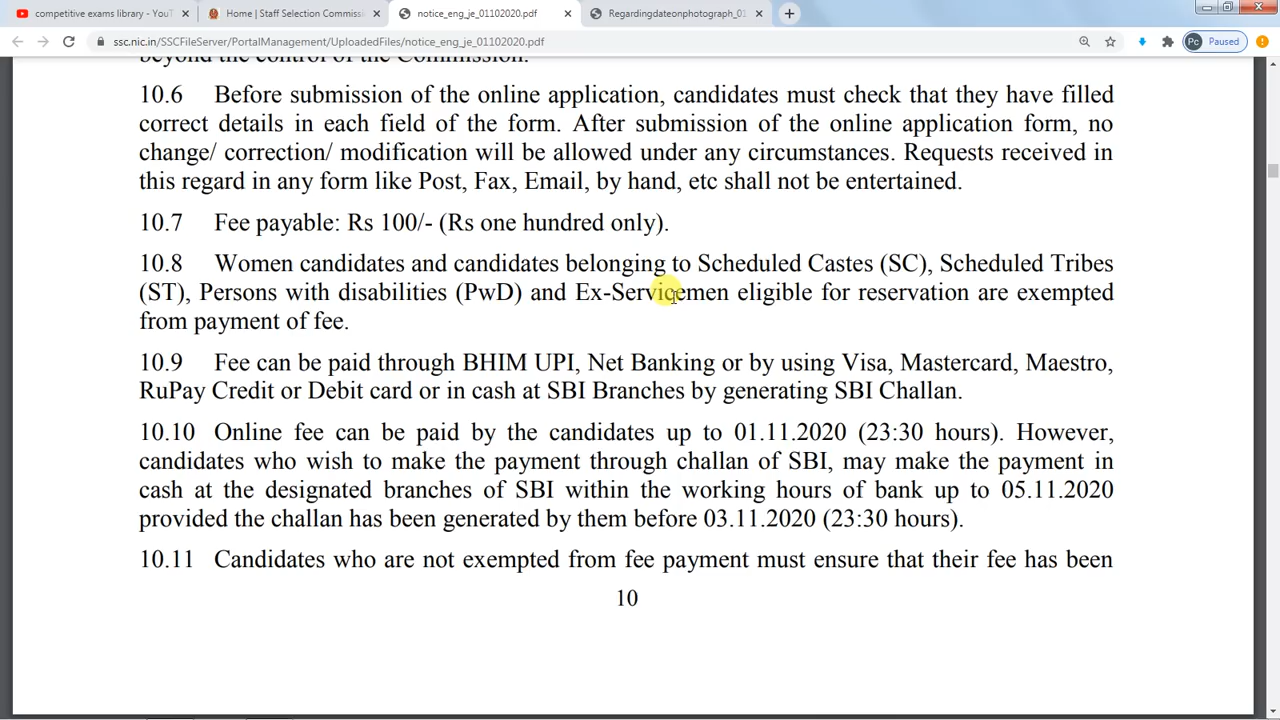 competitive exams library - YouT
Home | Staff Selection Commissi
notice_eng_je_01102020.pdf
Regardingdateonphotograph_01
ssc.nic.in/SSCFileServer/PortalManagement/UploadedFiles/notice_eng_je_01102020.pdf
Pc Paused
beyond the control of the Commission.
10.6 Before submission of the online application, candidates must check that they have filled
correct details in each field of the form. After submission of the online application form, no
change/ correction/ modification will be allowed under any circumstances. Requests received in
this regard in any form like Post, Fax, Email, by hand, etc shall not be entertained.
10.7 Fee payable: Rs 100/- (Rs one hundred only).
10.8 Women candidates and candidates belonging to Scheduled Castes (SC), Scheduled Tribes
(ST), Persons with disabilities (PwD) and Ex-Servicemen eligible for reservation are exempted
from payment of fee.
10.9 Fee can be paid through BHIM UPI, Net Banking or by using Visa, Mastercard, Maestro,
RuPay Credit or Debit card or in cash at SBI Branches by generating SBI Challan.
10.10 Online fee can be paid by the candidates up to 01.11.2020 (23:30 hours). However,
candidates who wish to make the payment through challan of SBI, may make the payment in
cash at the designated branches of SBI within the working hours of bank up to 05.11.2020
provided the challan has been generated by them before 03.11.2020 (23:30 hours).
10.11 Candidates who are not exempted from fee payment must ensure that their fee has been
10